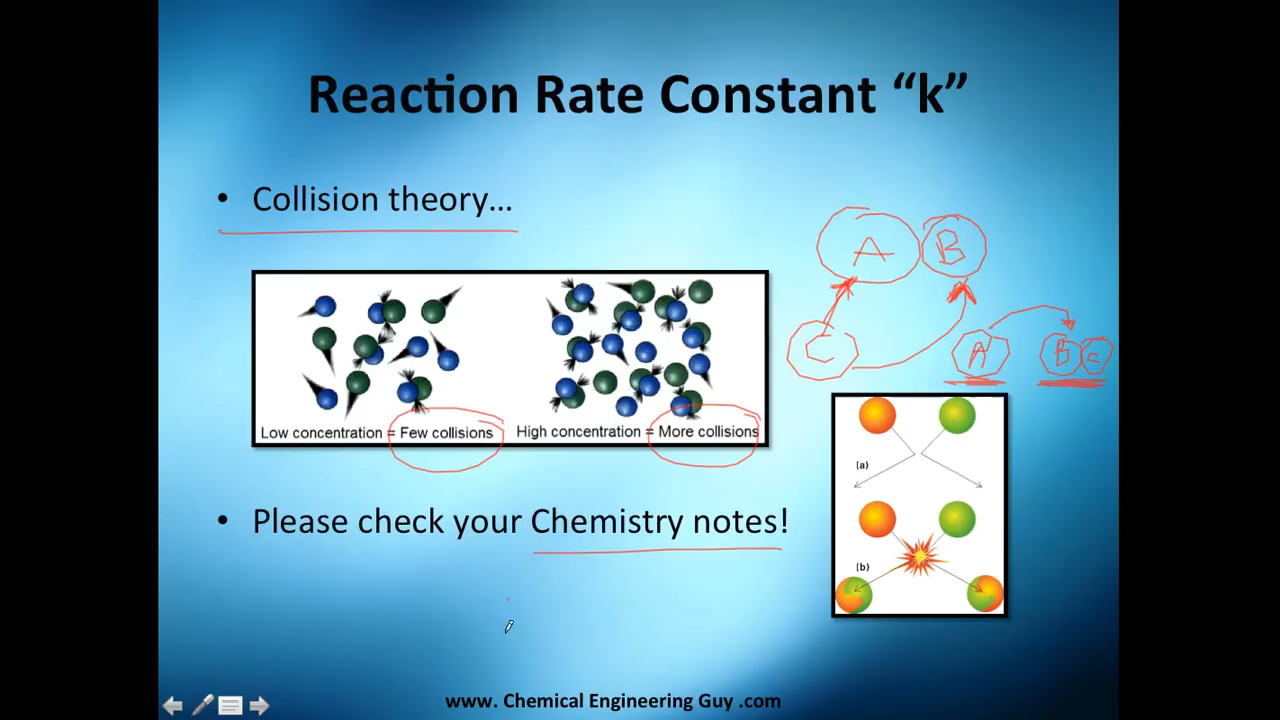 Reaction Rate Constant “k”
• Collision theory…
A B
C
A B C
Low concentration = Few collisions
High concentration = More collisions
(a)
(b)
• Please check your Chemistry notes!
www. Chemical Engineering Guy .com